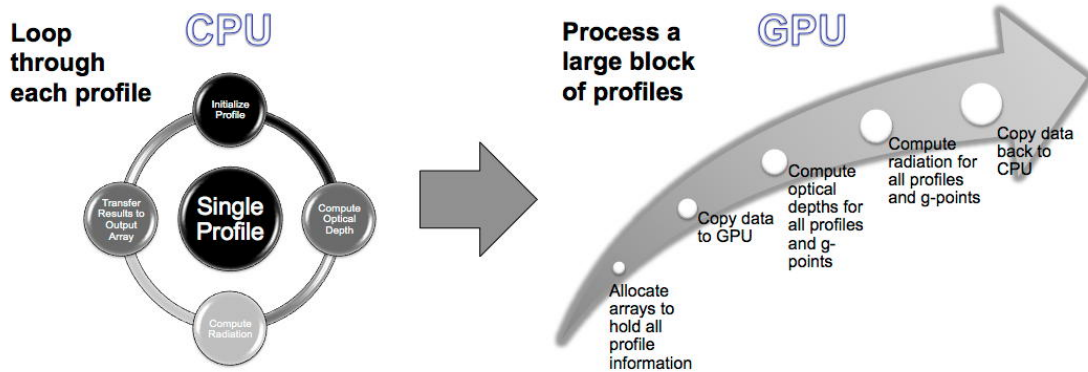 Loop
through
each profile
CPU
Initialize
Profile
Transfer
Results to
Output
Array
Single
Profile
Compute
Optical
Depth
Compute
Radiation
Process a
large block
of profiles
GPU
Allocate
arrays to
hold all
profile
information
Copy data
to GPU
Compute
optical
depths for
all profiles
and g-
points
Compute
radiation for
all profiles
and g-points
Copy data
back to
CPU